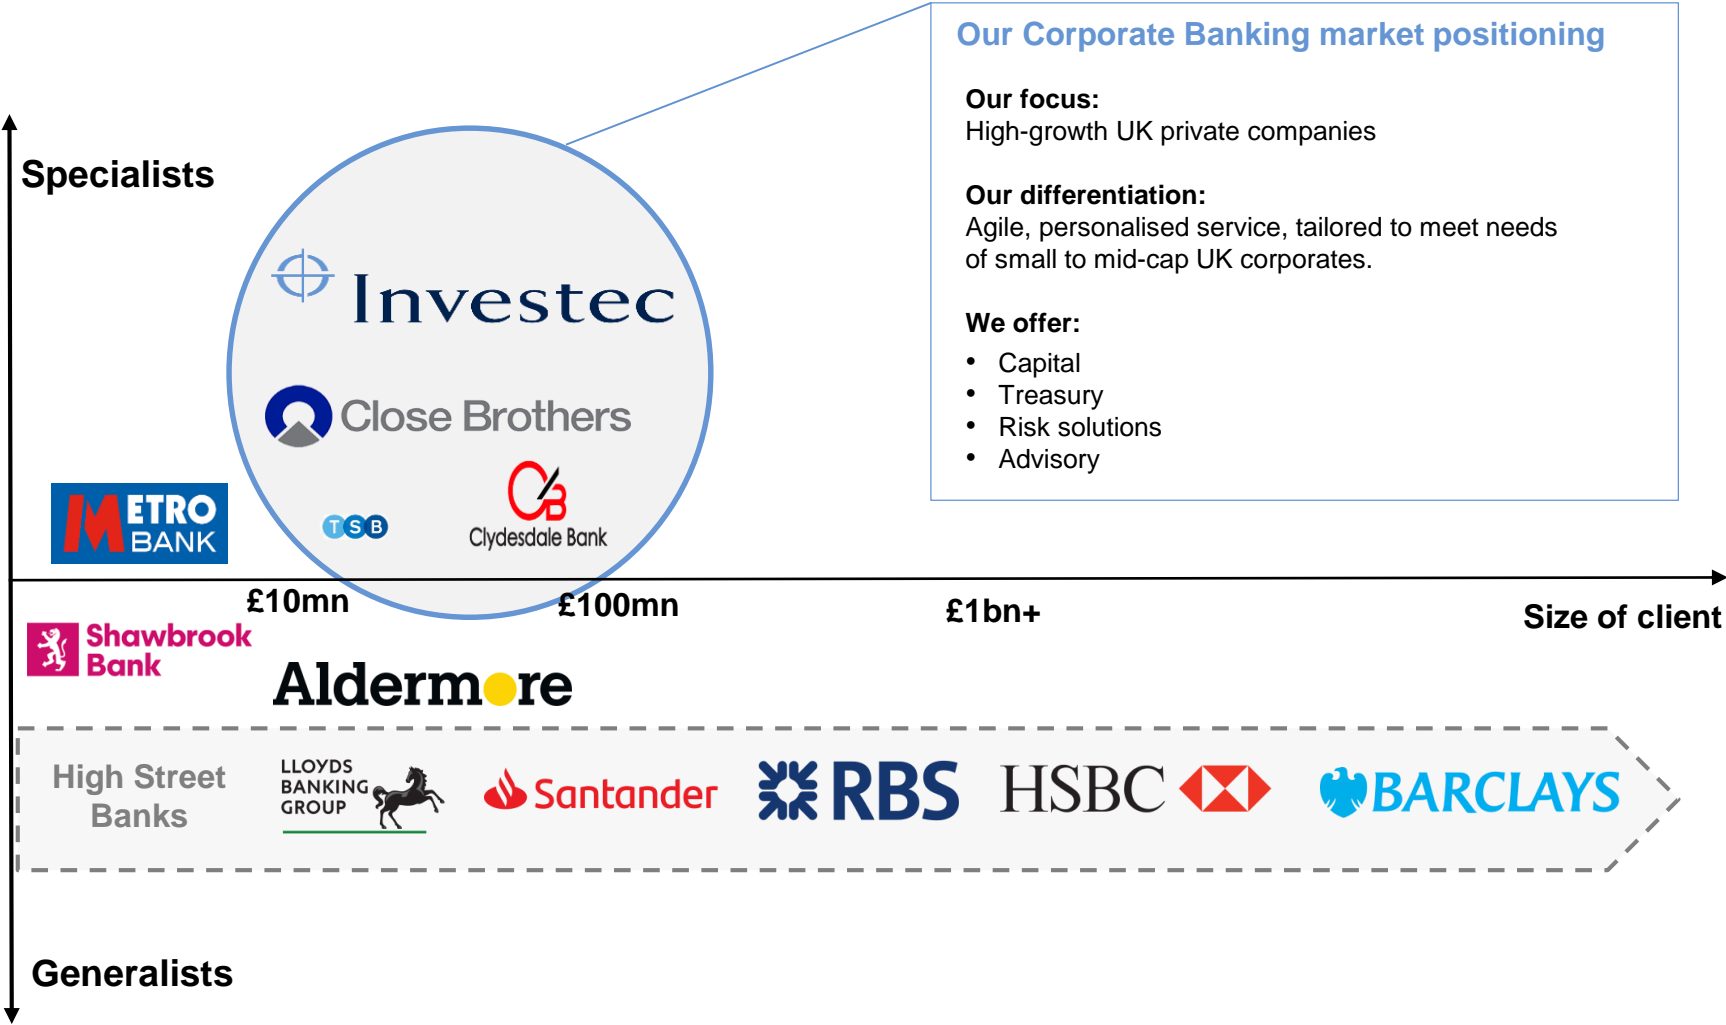 Our Corporate Banking market positioning
Our focus:
High-growth UK private companies
Our differentiation:
Agile, personalised service, tailored to meet needs
of small to mid-cap UK corporates.
We offer:
• Capital
• Treasury
• Risk solutions
• Advisory
Specialists
Investec
Close Brothers
METRO
BANK
TSB
CB
Clydesdale Bank
£10mn
£100mn
£1bn+
Size of client
Shawbrook
Bank
Aldermore
High Street
Banks
LLOYDS
BANKING
GROUP
Santander
RBS
HSBC
BARCLAYS
Generalists